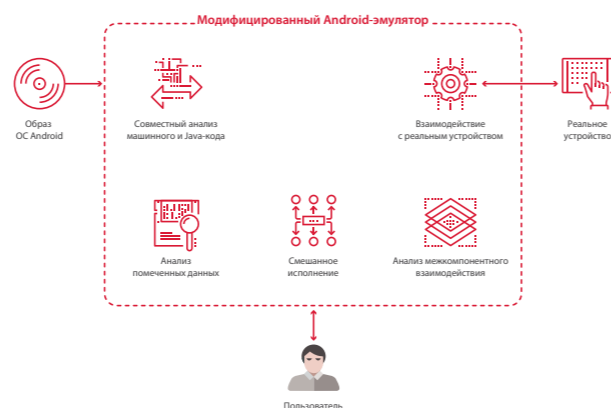 Модифицированный Android-эмулятор
Образ
ОС Android
Совместный анализ
машинного и Java-кода
Взаимодействие
с реальным устройством
Реальное
устройство
Анализ
помеченных данных
Смешанное
исполнение
Анализ межкомпонентного
взаимодействия
Пользователь